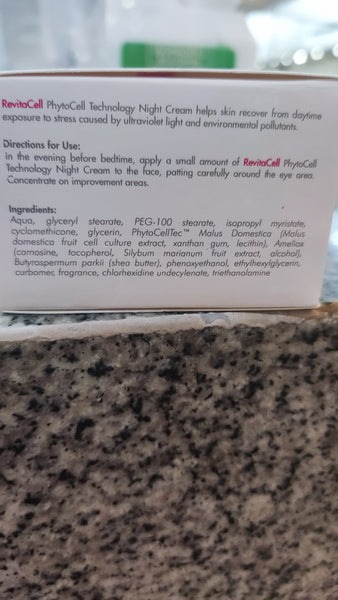 RevitaCell PhytoCell Technology Night Cream helps skin recover from daytime
exposure to stress caused by ultraviolet light and environmental pollutants.
Directions for Use:
in the evening before bedtime, apply a small amount of RevitaCell PhytoCell
Technology Night Cream to the face, patting carefully around the eye area.
Concentrate on improvement areas.
Ingredients:
Aqua, glyceryl stearate, PEG-100 stearate, isopropyl myristate,
cyclomethicone, glycerin, PhytoCellTec™ Malus Domestica (Malus
domestica fruit cell culture extract, xanthan gum, lecithin), Ameliox
(carnosine, tocopherol, Silybum marianum fruit extract, alcohol),
Butyrospermum parkii (shea butter), phenoxyethanol, ethylhexylglycerin,
carbomer, fragrance, chlorhexidine undecylenate, triethanolamine